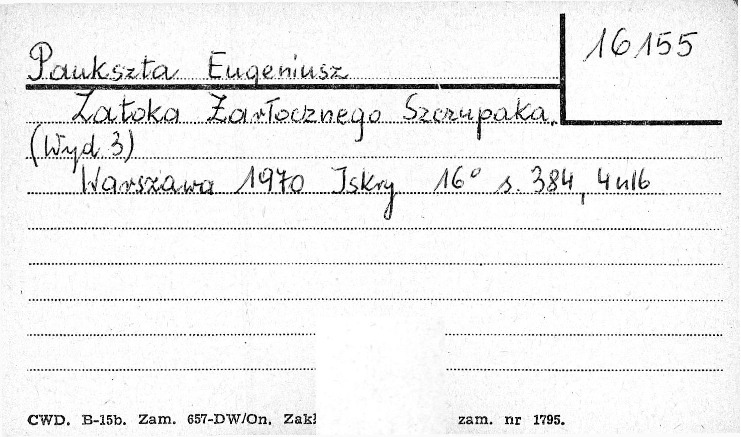 16155
Paukszta Eugeniusz
Zatoka Żarłocznego Szczupaka.
(Wyd. 3)
Warszawa 1970 Iskry 16° s. 384, 4 nlb
CWD. B-15b. Zam. 657-DW/On. Zakł zam. nr 1795.